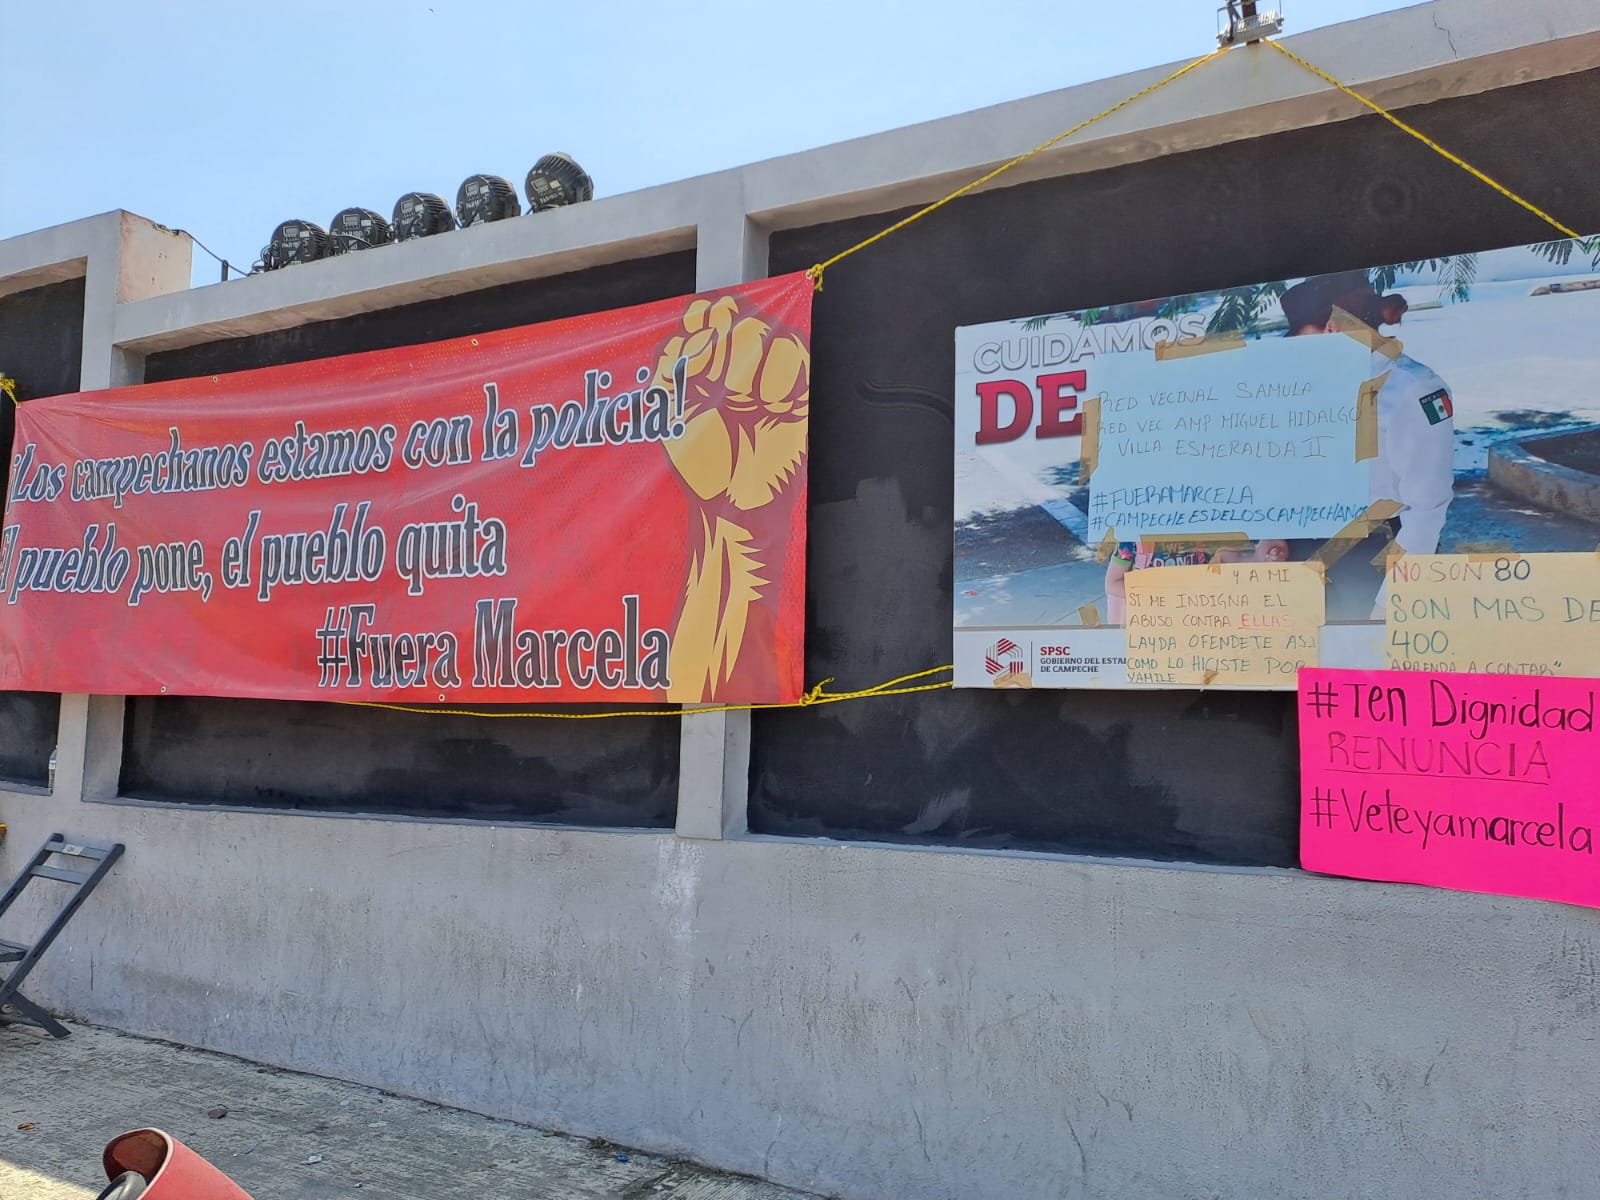 ¡Los campechanos estamos con la policia!
El pueblo pone, el pueblo quita
#Fuera Marcela
CUIDAMOS
DE
RED VECINAL SAMULA
RED VEC AMP MIGUEL HIDALGO
Y VILLA ESMERALDA II
#FUERAMARCELA
#CAMPECHEESDELOSCAMPECHANOS
SPSC
GOBIERNO DEL ESTA
DE CAMPECHE
Y A MI
SI ME INDIGNA EL
ABUSO CONTRA ELLAS
LAYDA OFENDETE ASI
COMO LO HICISTE POR
YAMILE
NO SON 80
SON MAS DE
400.
"APRENDA A CONTAR"
#Ten Dignidad
RENUNCIA
#Veteyamarcela